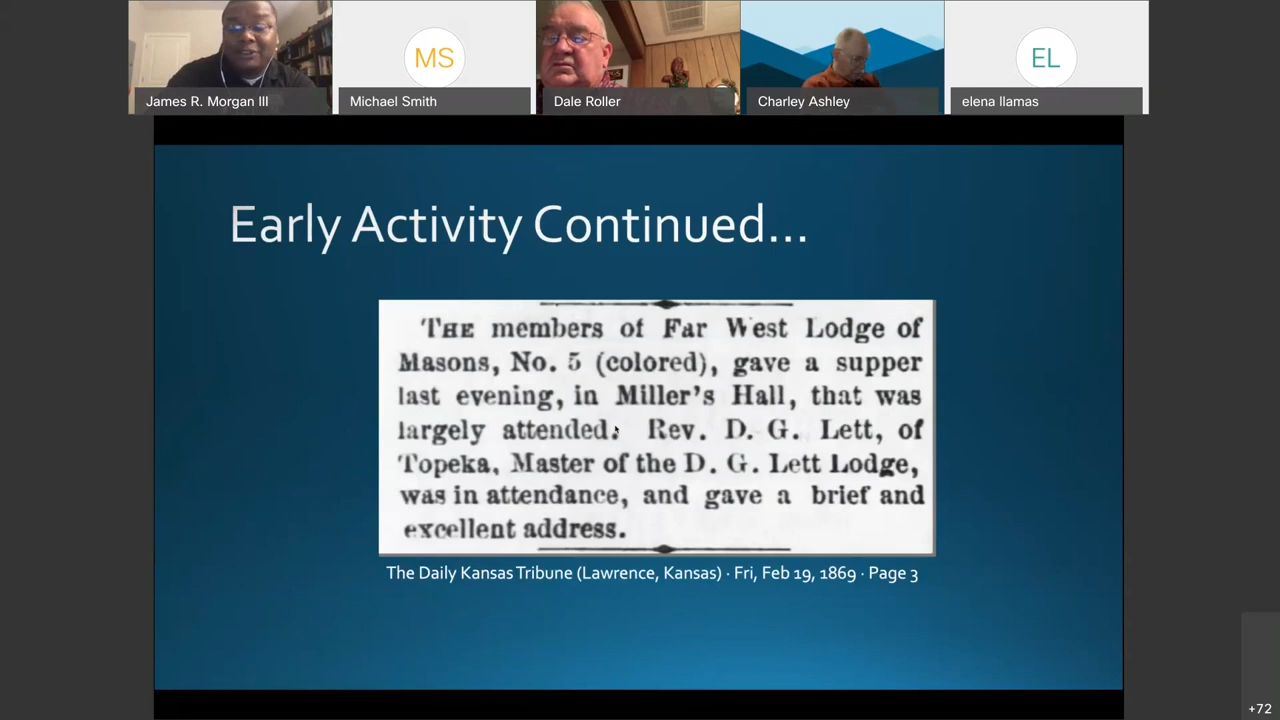 James R. Morgan III
MS
Michael Smith
Dale Roller
Charley Ashley
EL
elena llamas
Early Activity Continued...
THE members of Far West Lodge of
Masons, No. 5 (colored), gave a supper
last evening, in Miller's Hall, that was
largely attended. Rev. D. G. Lett, of
Topeka, Master of the D. G. Lett Lodge,
was in attendance, and gave a brief and
excellent address.
The Daily Kansas Tribune (Lawrence, Kansas) · Fri, Feb 19, 1869 · Page 3
+72